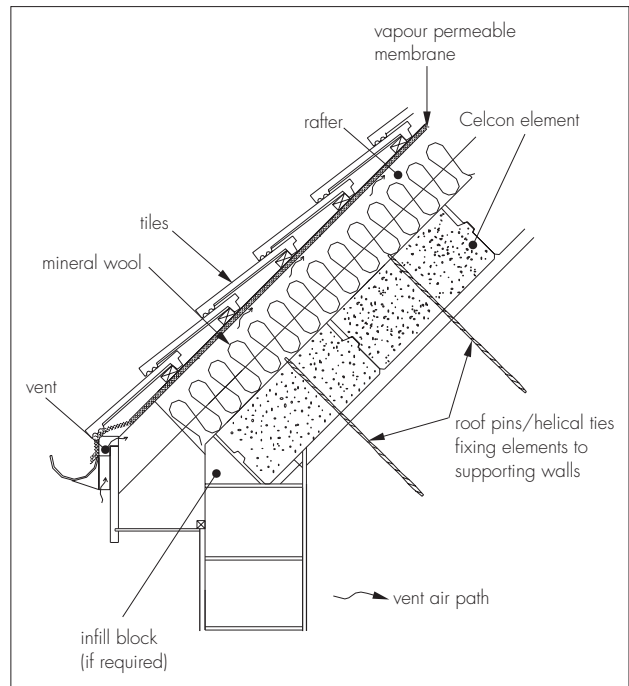 vapour permeable
membrane
rafter
Celcon element
tiles
mineral wool
vent
roof pins/helical ties
fixing elements to
supporting walls
vent air path
infill block
(if required)